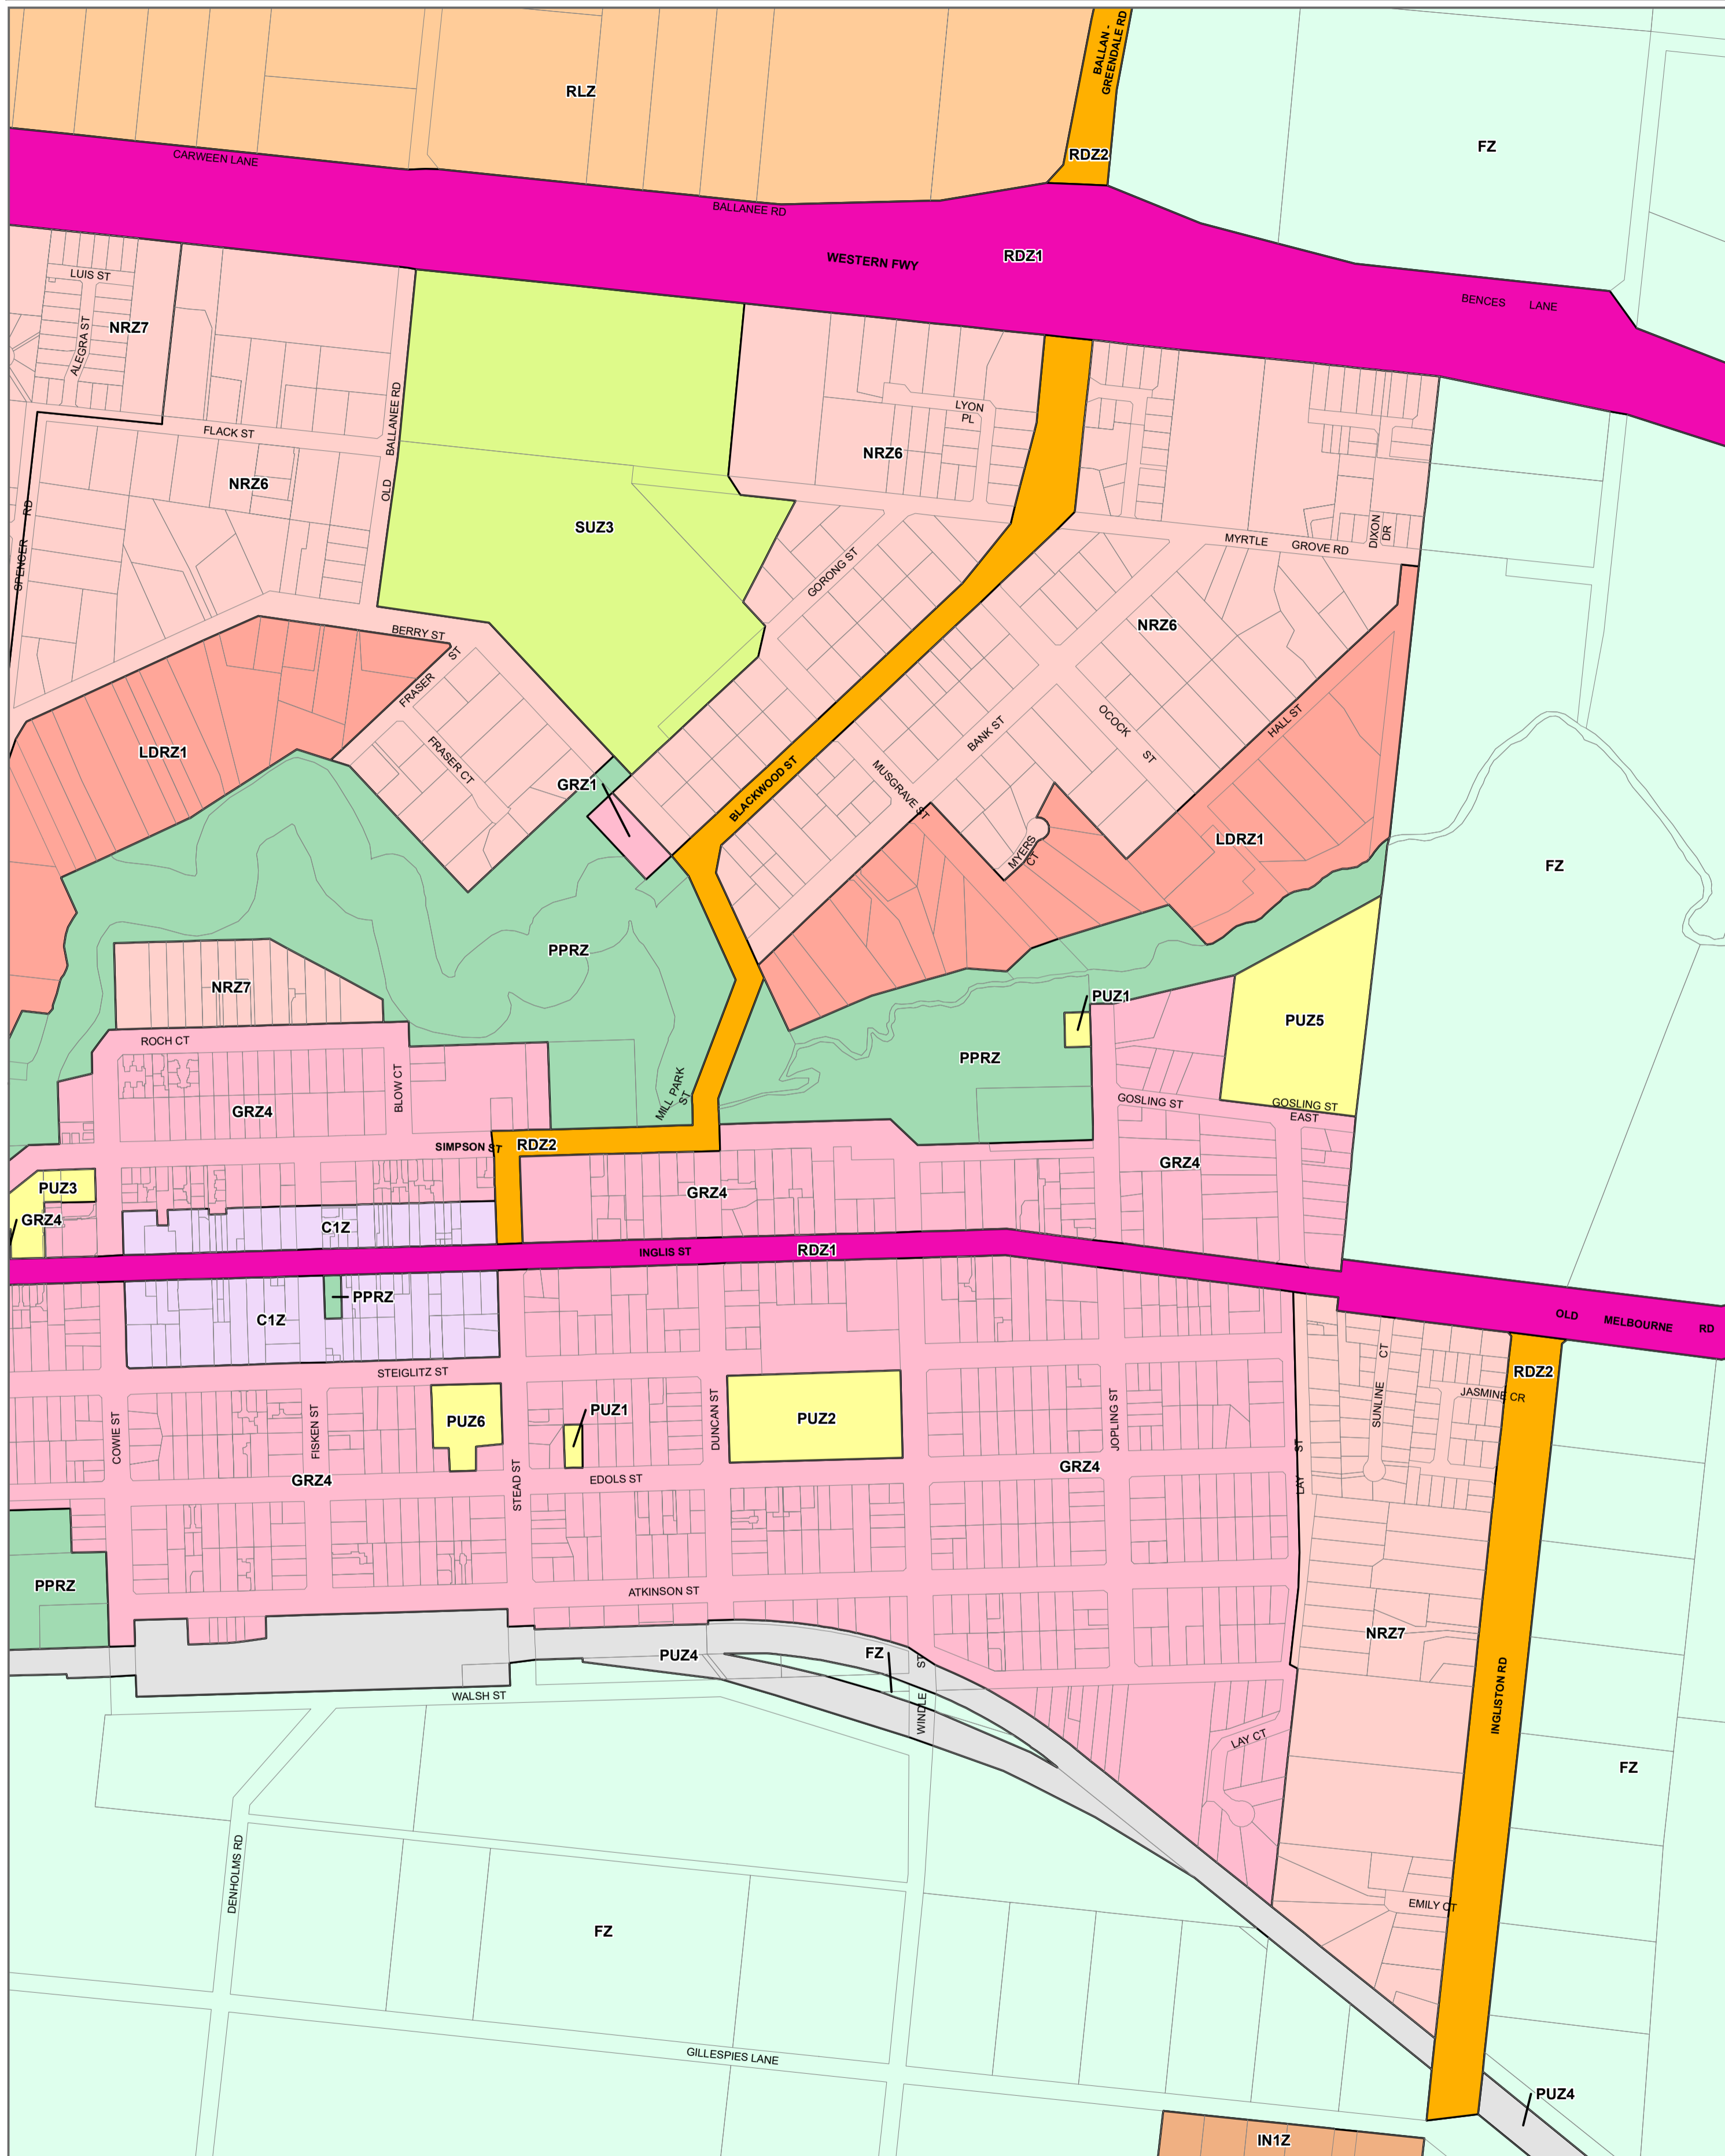 BALLAN -
GREENDALE RD
RLZ
FZ
RDZ2
CARWEEN LANE
BALLANEE RD
WESTERN FWY
RDZ1
BENCES LANE
LUIS ST
NRZ7
ALEGRA ST
LYON
PL
FLACK ST
OLD BALLANEE RD
NRZ6
NRZ6
SPENCER RD
SUZ3
DIXON
DR
MYRTLE GROVE RD
GORONG ST
NRZ6
BERRY ST
FRASER ST
FRASER CT
LDRZ1
OCOCK ST
HALL ST
BANK ST
MUSGRAVE ST
GRZ1
BLACKWOOD ST
MYERS
CT
LDRZ1
FZ
PPRZ
NRZ7
PUZ1
PUZ5
ROCH CT
PPRZ
BLOW CT
MILL PARK
ST
GRZ4
GOSLING ST
GOSLING ST
EAST
SIMPSON ST
RDZ2
GRZ4
PUZ3
GRZ4
GRZ4
C1Z
INGLIS ST
RDZ1
PPRZ
C1Z
OLD MELBOURNE RD
STEIGLITZ ST
SUNLINE CT
RDZ2
JASMINE CR
COWIE ST
FISKEN ST
PUZ6
PUZ1
DUNCAN ST
PUZ2
JOPLING ST
LAY ST
GRZ4
STEAD ST
EDOLS ST
GRZ4
PPRZ
ATKINSON ST
NRZ7
PUZ4
FZ
WINDLE ST
WALSH ST
INGLISTON RD
LAY CT
FZ
DENHOLMS RD
EMILY CT
FZ
GILLESPIES LANE
PUZ4
IN1Z